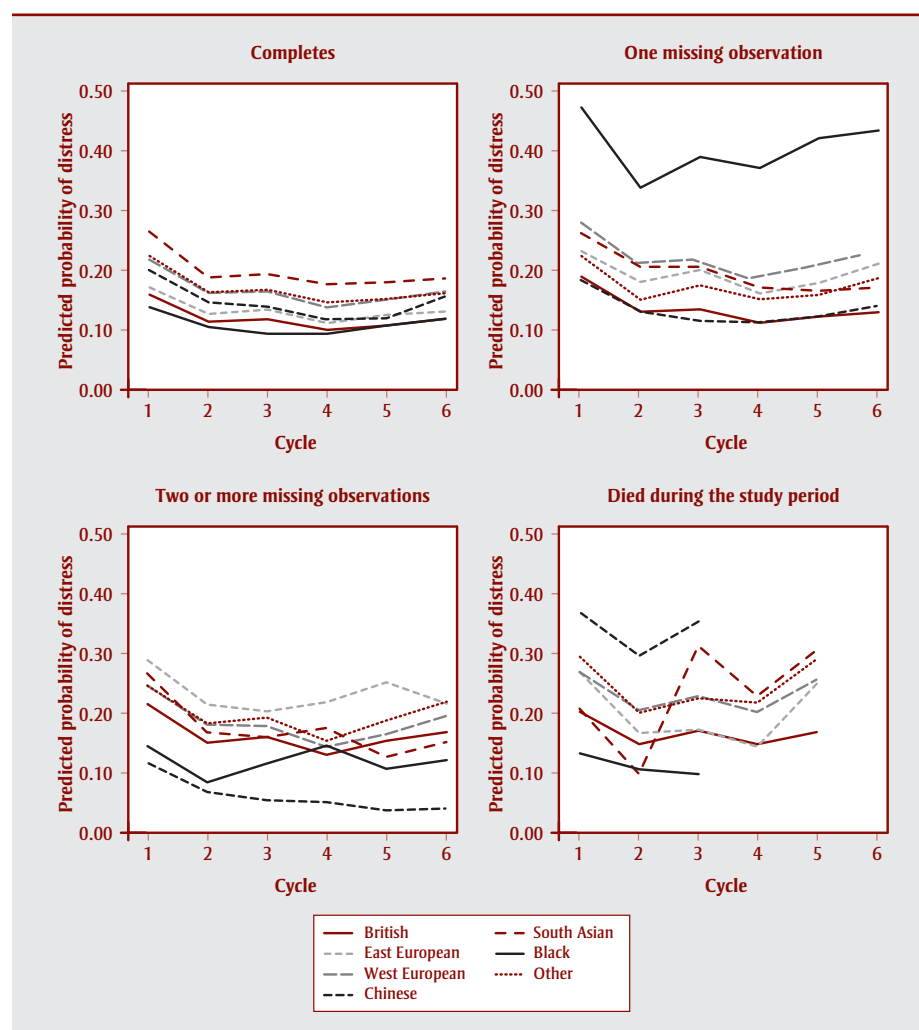 Completes
One missing observation
Predicted probability of distress
0.50
0.40
0.30
0.20
0.10
0.00
1 2 3 4 5 6
Cycle
Predicted probability of distress
0.50
0.40
0.30
0.20
0.10
0.00
1 2 3 4 5 6
Cycle
Two or more missing observations
Died during the study period
Predicted probability of distress
0.50
0.40
0.30
0.20
0.10
0.00
1 2 3 4 5 6
Cycle
Predicted probability of distress
0.50
0.40
0.30
0.20
0.10
0.00
1 2 3 4 5 6
Cycle
British
East European
West European
Chinese
South Asian
Black
Other